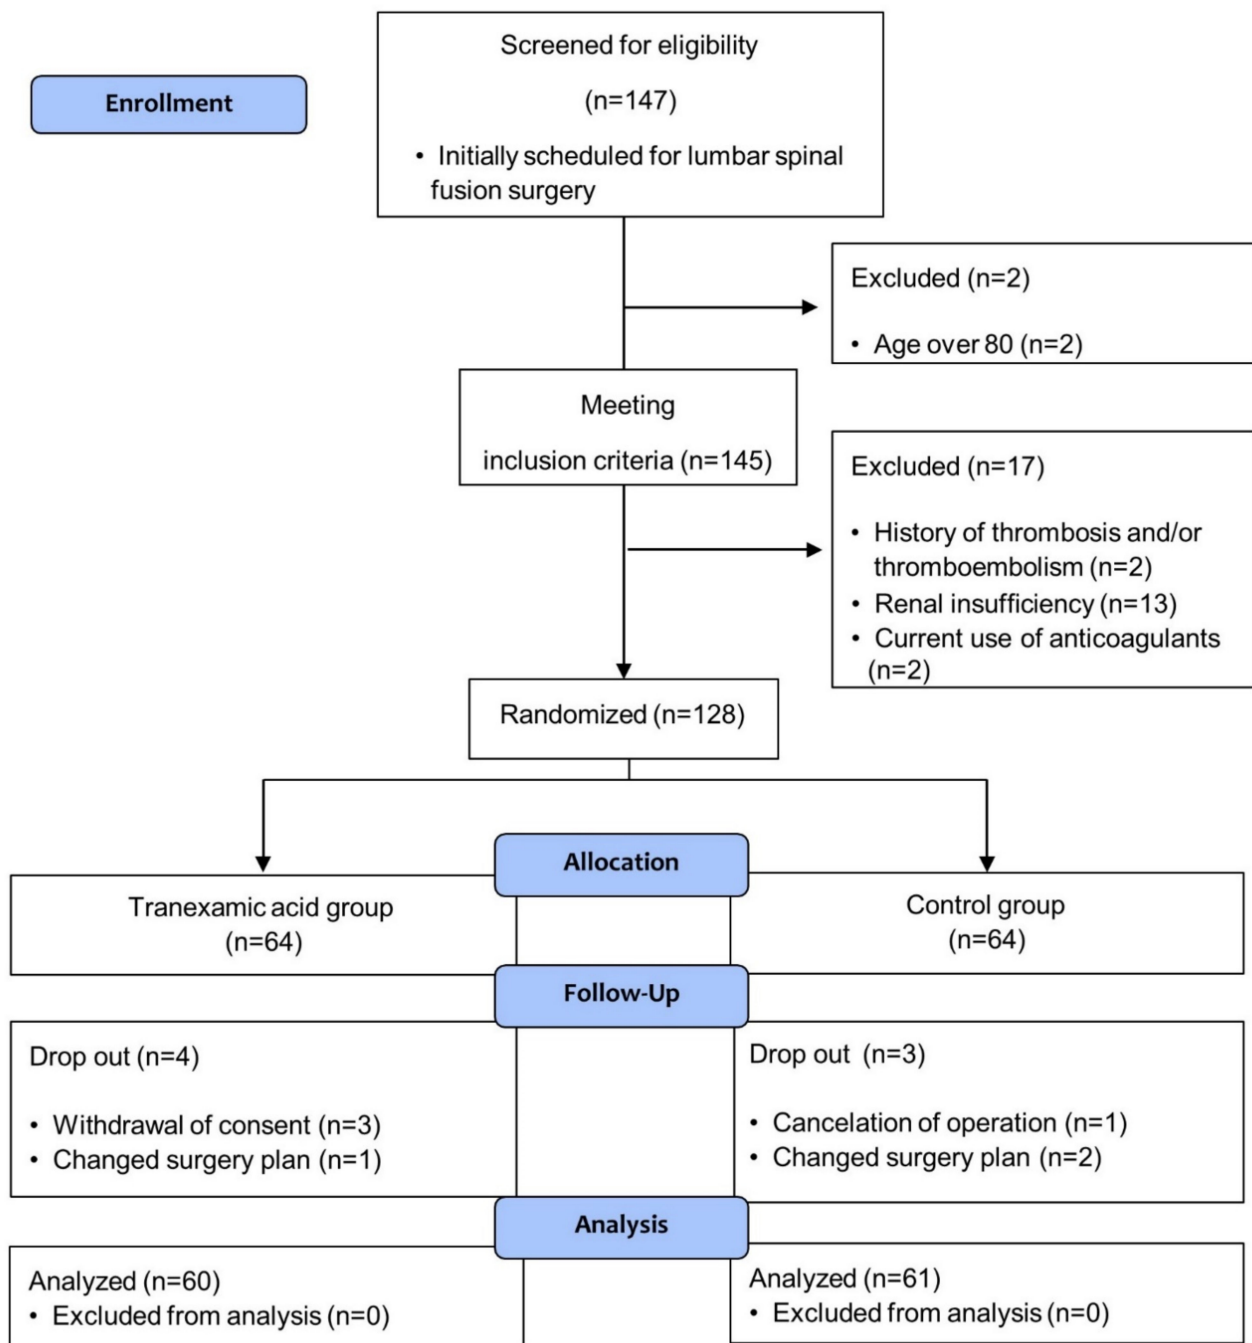 Screened for eligibility
(n=147)
• Initially scheduled for lumbar spinal
fusion surgery
Enrollment
Excluded (n=2)
• Age over 80 (n=2)
Meeting
inclusion criteria (n=145)
Excluded (n=17)
• History of thrombosis and/or
thromboembolism (n=2)
• Renal insufficiency (n=13)
• Current use of anticoagulants
(n=2)
Randomized (n=128)
Allocation
Tranexamic acid group
(n=64)
Control group
(n=64)
Follow-Up
Drop out (n=4)
• Withdrawal of consent (n=3)
• Changed surgery plan (n=1)
Drop out (n=3)
• Cancelation of operation (n=1)
• Changed surgery plan (n=2)
Analysis
Analyzed (n=60)
• Excluded from analysis (n=0)
Analyzed (n=61)
• Excluded from analysis (n=0)